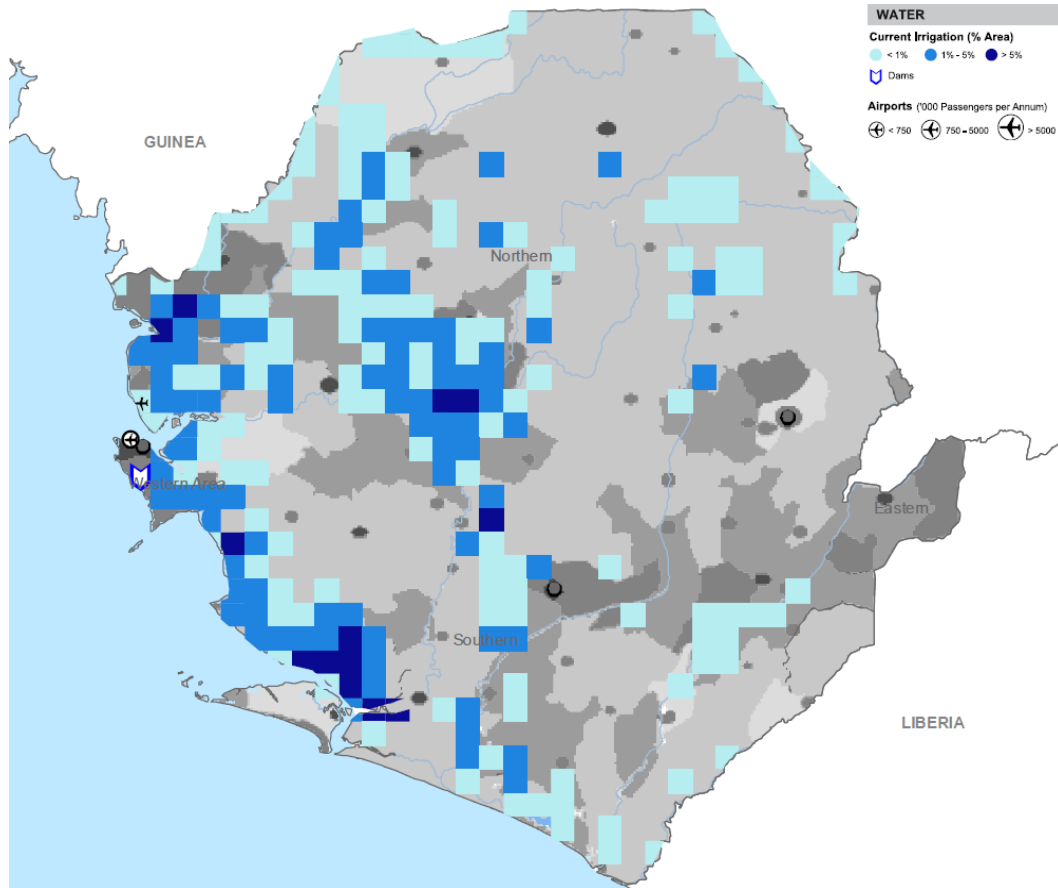 WATER
Current Irrigation (% Area)
< 1% 1% - 5% > 5%
Dams
Airports ('000 Passengers per Annum)
< 750 750 - 5000 > 5000
GUINEA
Northern
Western Area
Eastern
Southern
LIBERIA